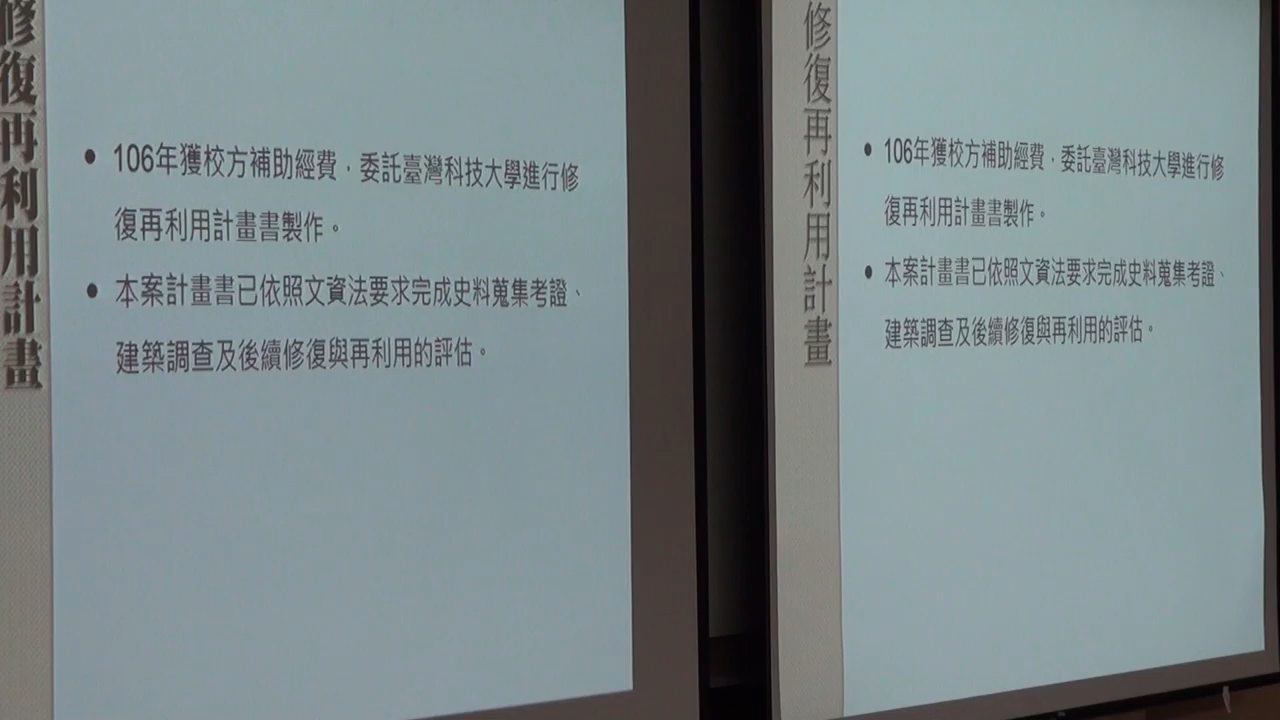 修復再利用計畫
• 106年獲校方補助經費，委託臺灣科技大學進行修
復再利用計畫書製作。
• 本案計畫書已依照文資法要求完成史料蒐集考證、
建築調查及後續修復與再利用的評估。
修復再利用計畫
• 106年獲校方補助經費，委託臺灣科技大學進行修
復再利用計畫書製作。
• 本案計畫書已依照文資法要求完成史料蒐集考證、
建築調查及後續修復與再利用的評估。